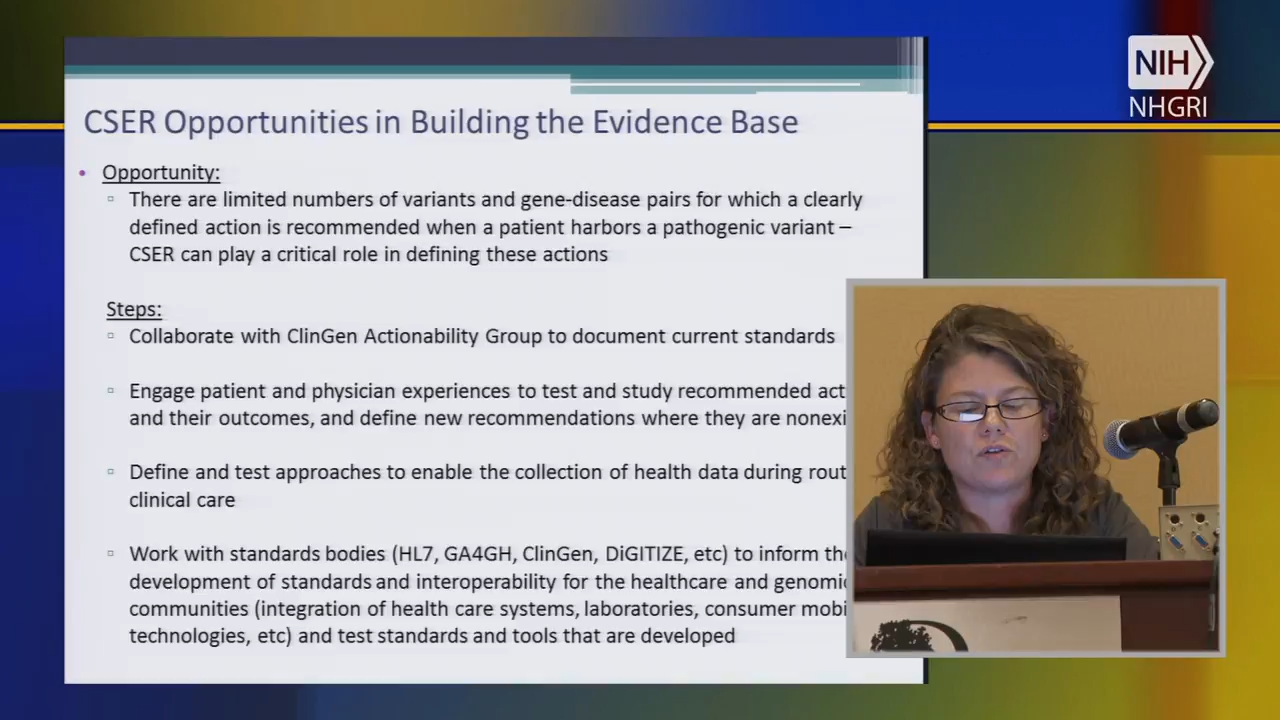 NIH
NHGRI
CSER Opportunities in Building the Evidence Base
• Opportunity:
▫ There are limited numbers of variants and gene-disease pairs for which a clearly
defined action is recommended when a patient harbors a pathogenic variant –
CSER can play a critical role in defining these actions
Steps:
▫ Collaborate with ClinGen Actionability Group to document current standards
▫ Engage patient and physician experiences to test and study recommended act
and their outcomes, and define new recommendations where they are nonexi
▫ Define and test approaches to enable the collection of health data during rout
clinical care
▫ Work with standards bodies (HL7, GA4GH, ClinGen, DiGITIZE, etc) to inform the
development of standards and interoperability for the healthcare and genomic
communities (integration of health care systems, laboratories, consumer mobi
technologies, etc) and test standards and tools that are developed